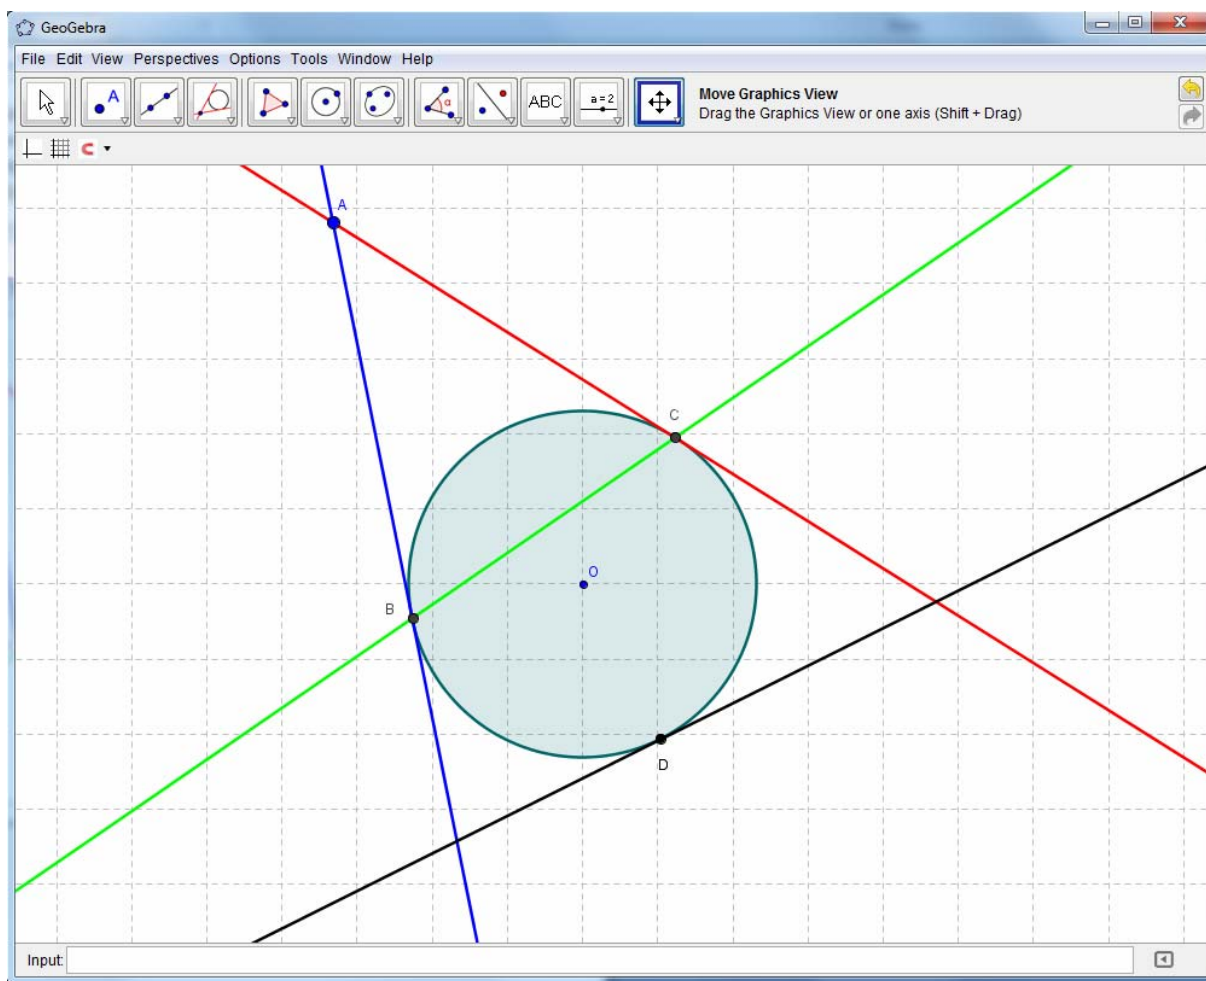 GeoGebra
File Edit View Perspectives Options Tools Window Help
A
α
ABC
a=2
Move Graphics View
Drag the Graphics View or one axis (Shift + Drag)
A
C
O
B
D
Input: